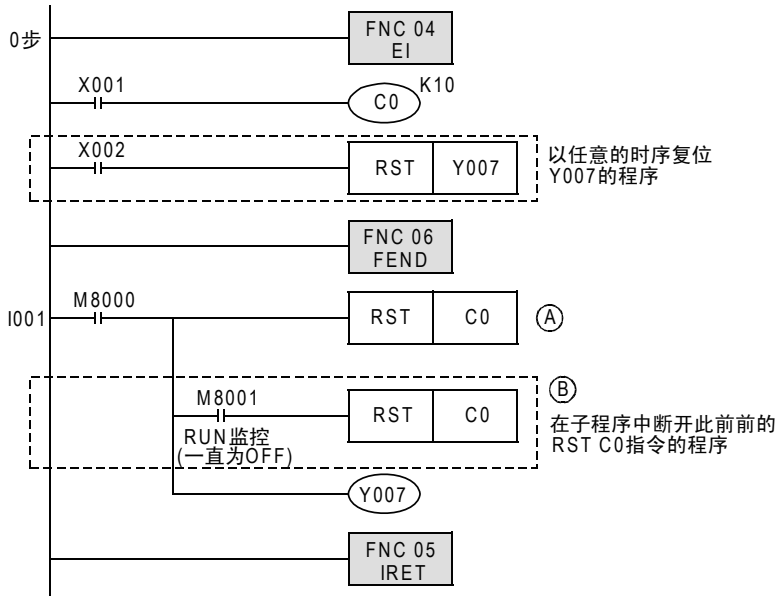 0步
FNC 04
EI
X001
C0
K10
X002
RST
Y007
以任意的时序复位
Y007的程序
FNC 06
FEND
I001
M8000
RST
C0
Ⓐ
M8001
RUN监控
(一直为OFF)
RST
C0
Ⓑ
在子程序中断开此前前的
RST C0指令的程序
Y007
FNC 05
IRET